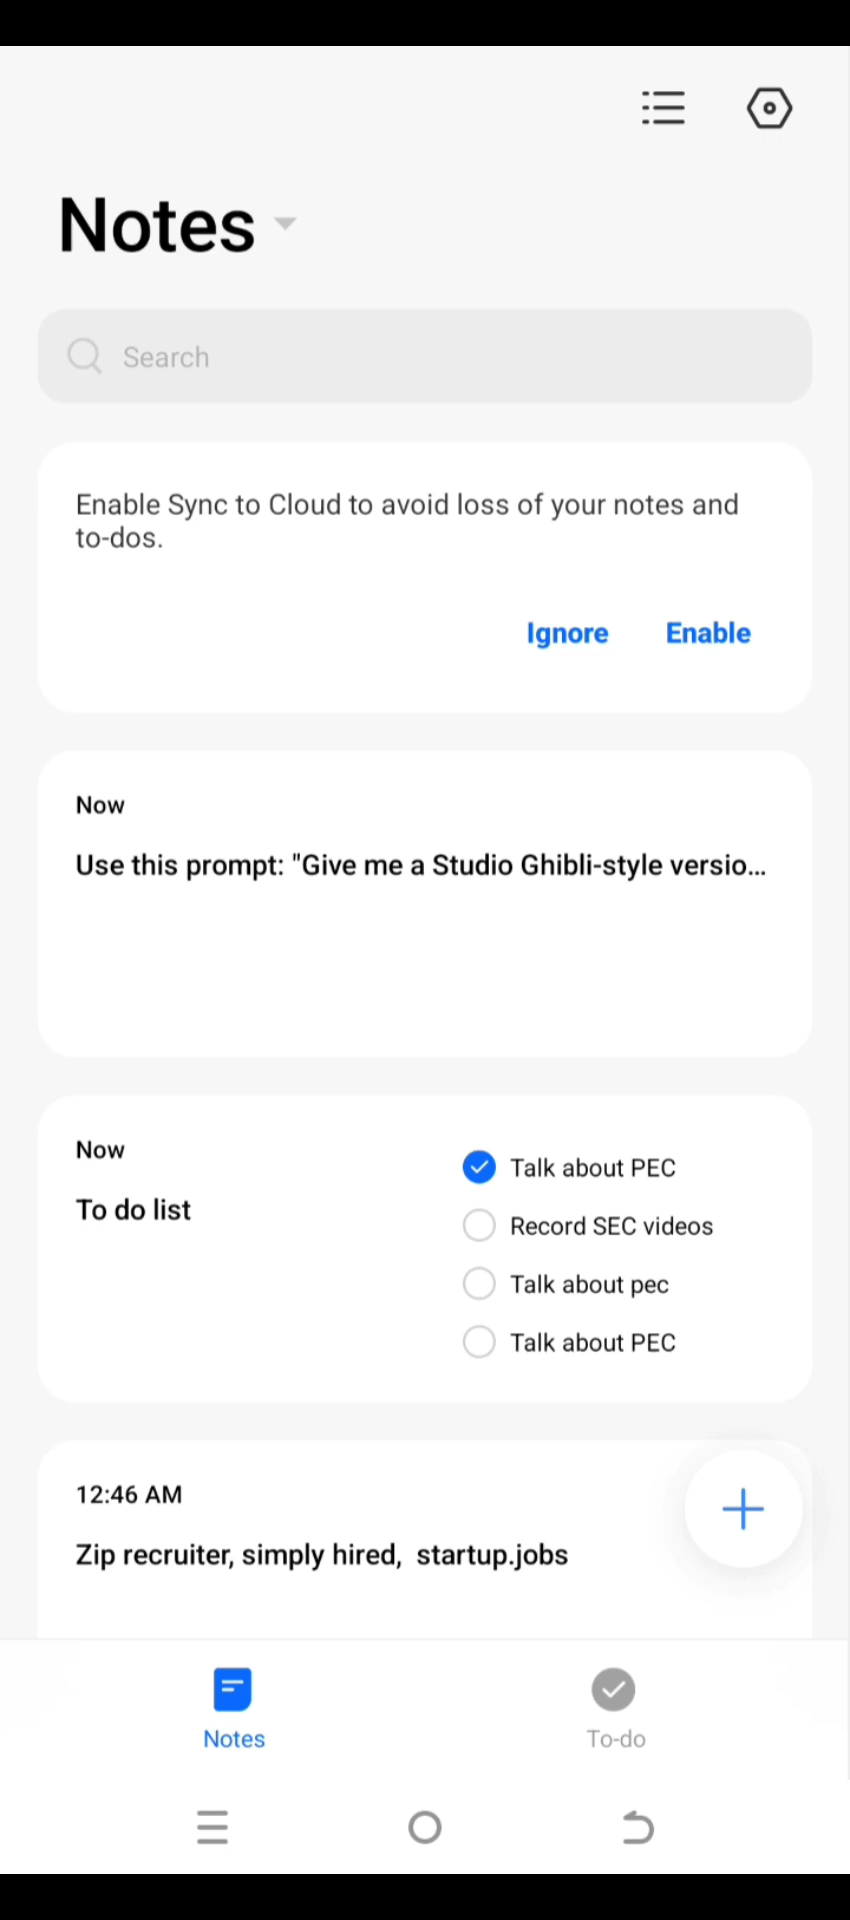 Notes
Search
Enable Sync to Cloud to avoid loss of your notes and
to-dos.
Ignore Enable
Now
Use this prompt: "Give me a Studio Ghibli-style versio...
Now
To do list
Talk about PEC
Record SEC videos
Talk about pec
Talk about PEC
12:46 AM
Zip recruiter, simply hired,  startup.jobs
Notes
To-do